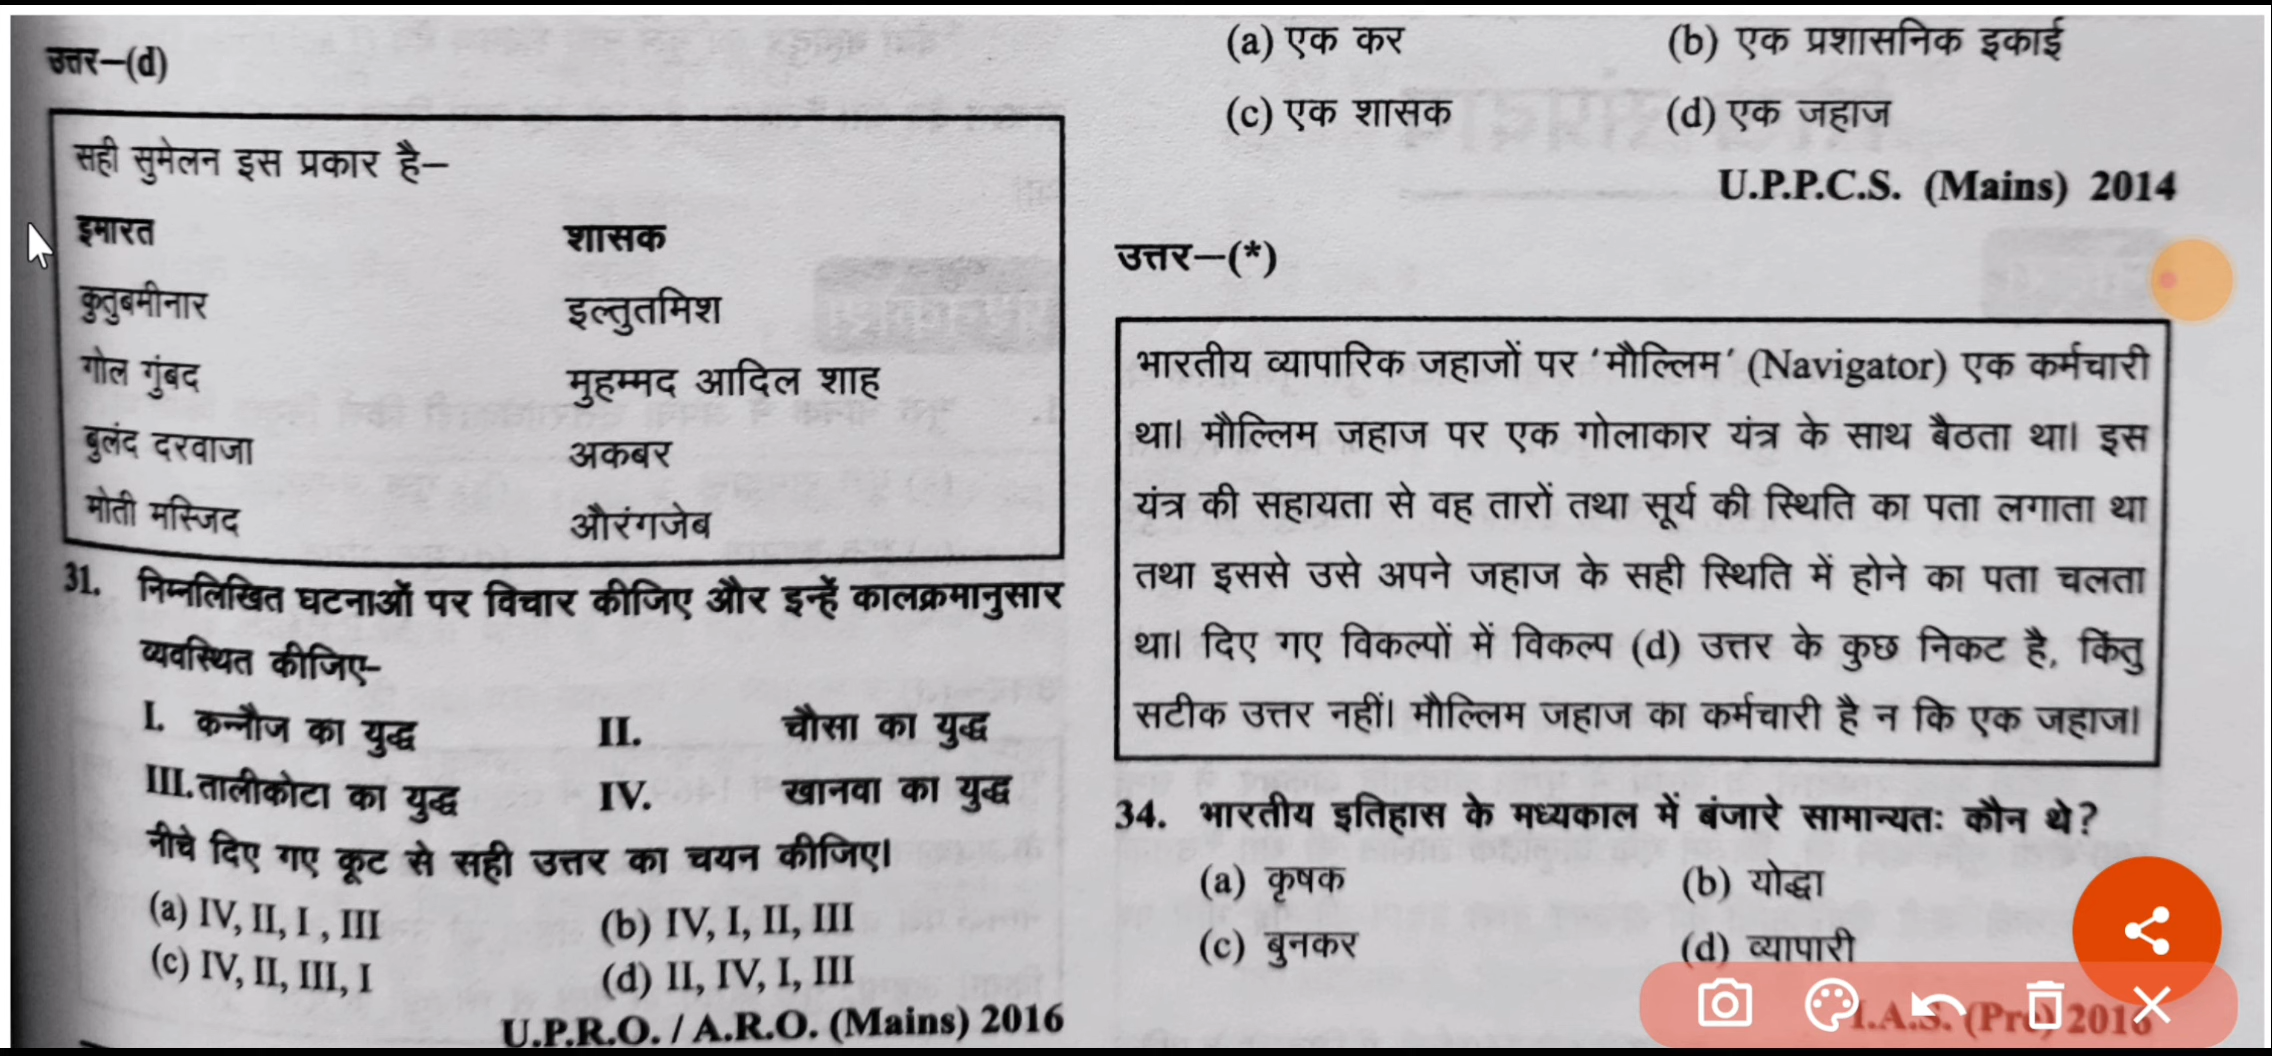 उत्तर–(d)
सही सुमेलन इस प्रकार है–
इमारत शासक
कुतुबमीनार इल्तुतमिश
गोल गुंबद मुहम्मद आदिल शाह
बुलंद दरवाजा अकबर
मोती मस्जिद औरंगजेब
31. निम्नलिखित घटनाओं पर विचार कीजिए और इन्हें कालक्रमानुसार
व्यवस्थित कीजिए-
I. कन्नौज का युद्ध II. चौसा का युद्ध
III. तालीकोटा का युद्ध IV. खानवा का युद्ध
नीचे दिए गए कूट से सही उत्तर का चयन कीजिए।
(a) IV, II, I , III (b) IV, I, II, III
(c) IV, II, III, I (d) II, IV, I, III
U.P.R.O. / A.R.O. (Mains) 2016
(a) एक कर (b) एक प्रशासनिक इकाई
(c) एक शासक (d) एक जहाज
U.P.P.C.S. (Mains) 2014
उत्तर–(*)
भारतीय व्यापारिक जहाजों पर 'मौल्लिम' (Navigator) एक कर्मचारी
था। मौल्लिम जहाज पर एक गोलाकार यंत्र के साथ बैठता था। इस
यंत्र की सहायता से वह तारों तथा सूर्य की स्थिति का पता लगाता था
तथा इससे उसे अपने जहाज के सही स्थिति में होने का पता चलता
था। दिए गए विकल्पों में विकल्प (d) उत्तर के कुछ निकट है, किंतु
सटीक उत्तर नहीं। मौल्लिम जहाज का कर्मचारी है न कि एक जहाज।
34. भारतीय इतिहास के मध्यकाल में बंजारे सामान्यतः कौन थे?
(a) कृषक (b) योद्धा
(c) बुनकर (d) व्यापारी
I.A.S. (Pre) 2016